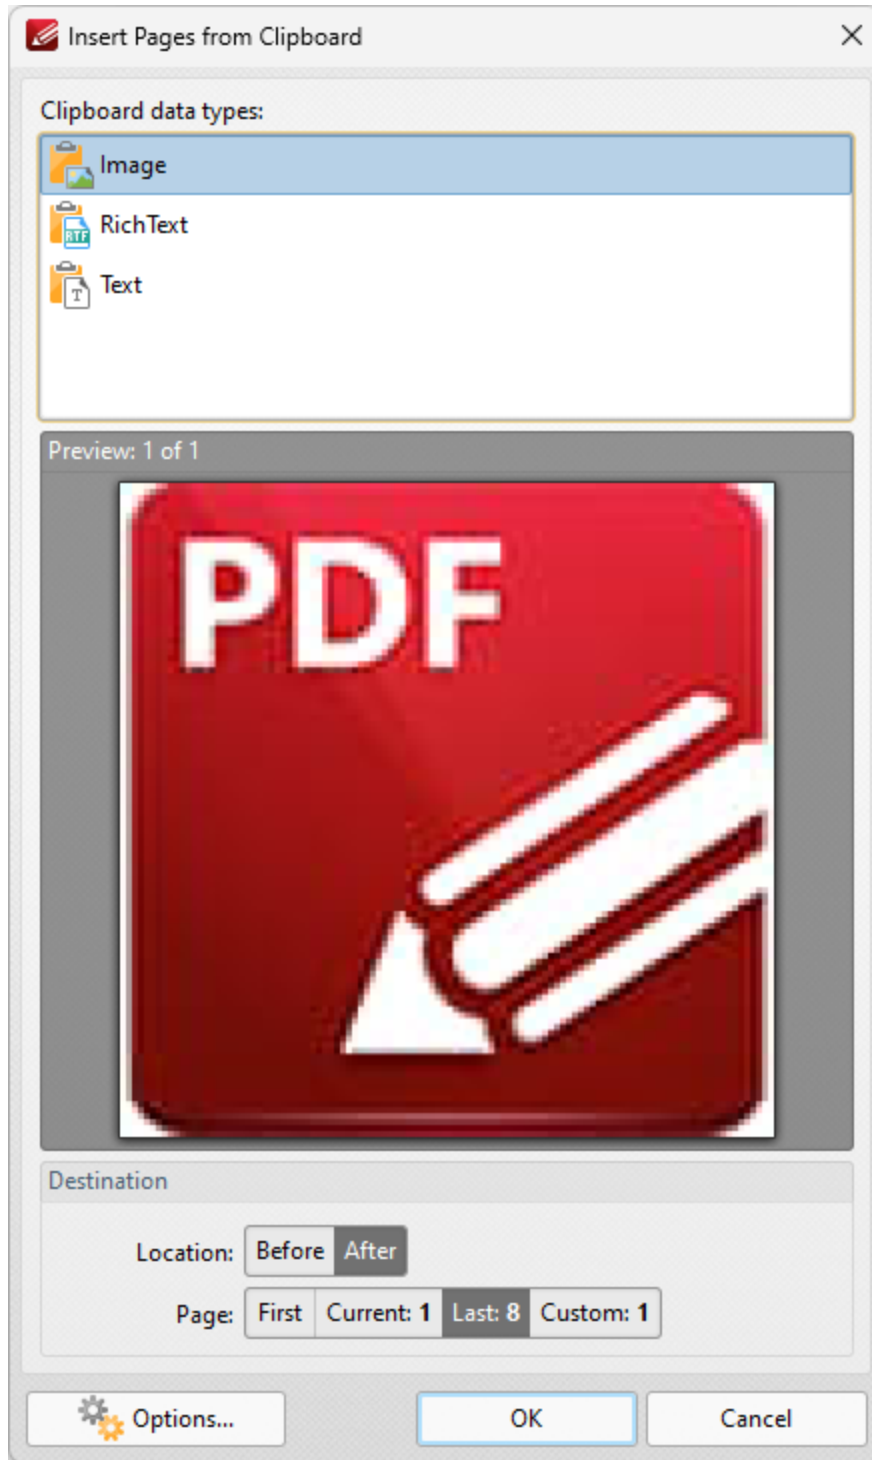 Insert Pages from Clipboard
Clipboard data types:
Image
RTF
RichText
T
Text
Preview: 1 of 1
PDF
Destination
Location: Before After
Page: First Current: 1 Last: 8 Custom: 1
Options... OK Cancel